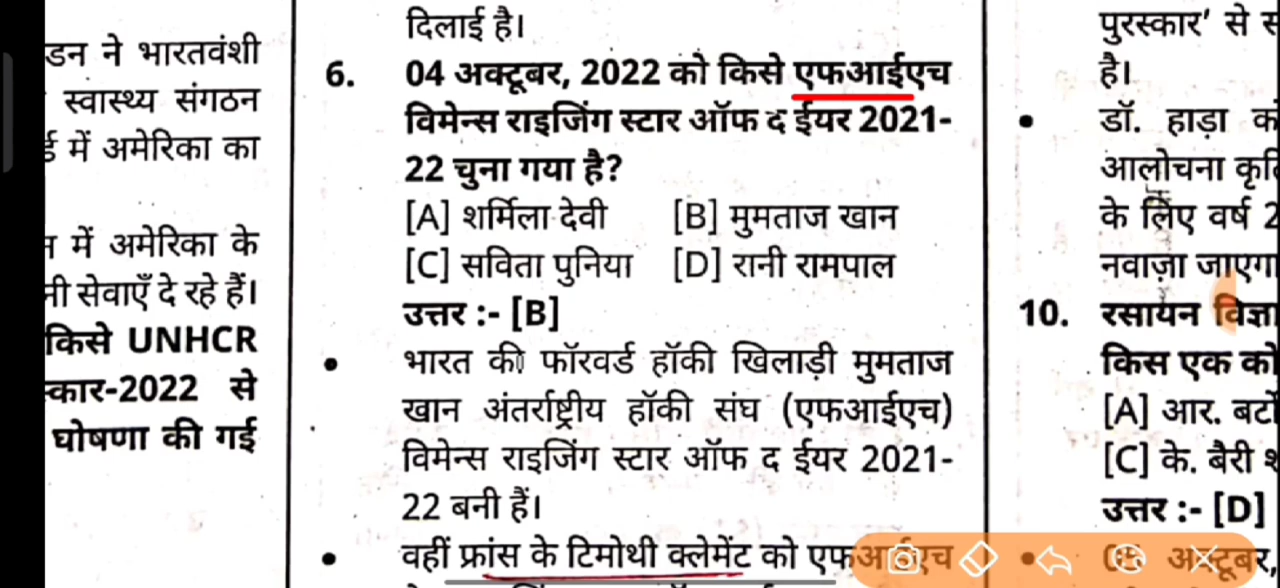 डन ने भारतवंशी
स्वास्थ्य संगठन
ई में अमेरिका का
न में अमेरिका के
नी सेवाएँ दे रहे हैं।
किसे UNHCR
स्कार-2022 से
घोषणा की गई
दिलाई है।
6. 04 अक्टूबर, 2022 को किसे एफआईएच
विमेन्स राइजिंग स्टार ऑफ द ईयर 2021-
22 चुना गया है?
[A] शर्मिला देवी [B] मुमताज खान
[C] सविता पुनिया [D] रानी रामपाल
उत्तर :- [B]
• भारत की फॉरवर्ड हॉकी खिलाड़ी मुमताज
खान अंतर्राष्ट्रीय हॉकी संघ (एफआईएच)
विमेन्स राइजिंग स्टार ऑफ द ईयर 2021-
22 बनी हैं।
• वहीं फ्रांस के टिमोथी क्लेमेंट को एफआईएच
पुरस्कार’ से
है।
• डॉ. हाड़ा
आलोचना
के लिए वर्ष 2
नवाज़ा जाएगा
10. रसायन
किस एक को
[A] आर.
[C] के. बैरी
उत्तर :- [D]
• अक्टूबर,